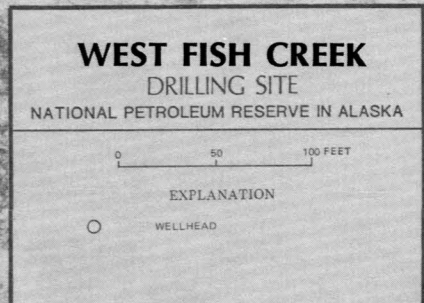 WEST FISH CREEK
DRILLING SITE
NATIONAL PETROLEUM RESERVE IN ALASKA
0 50 100 FEET
EXPLANATION
WELLHEAD